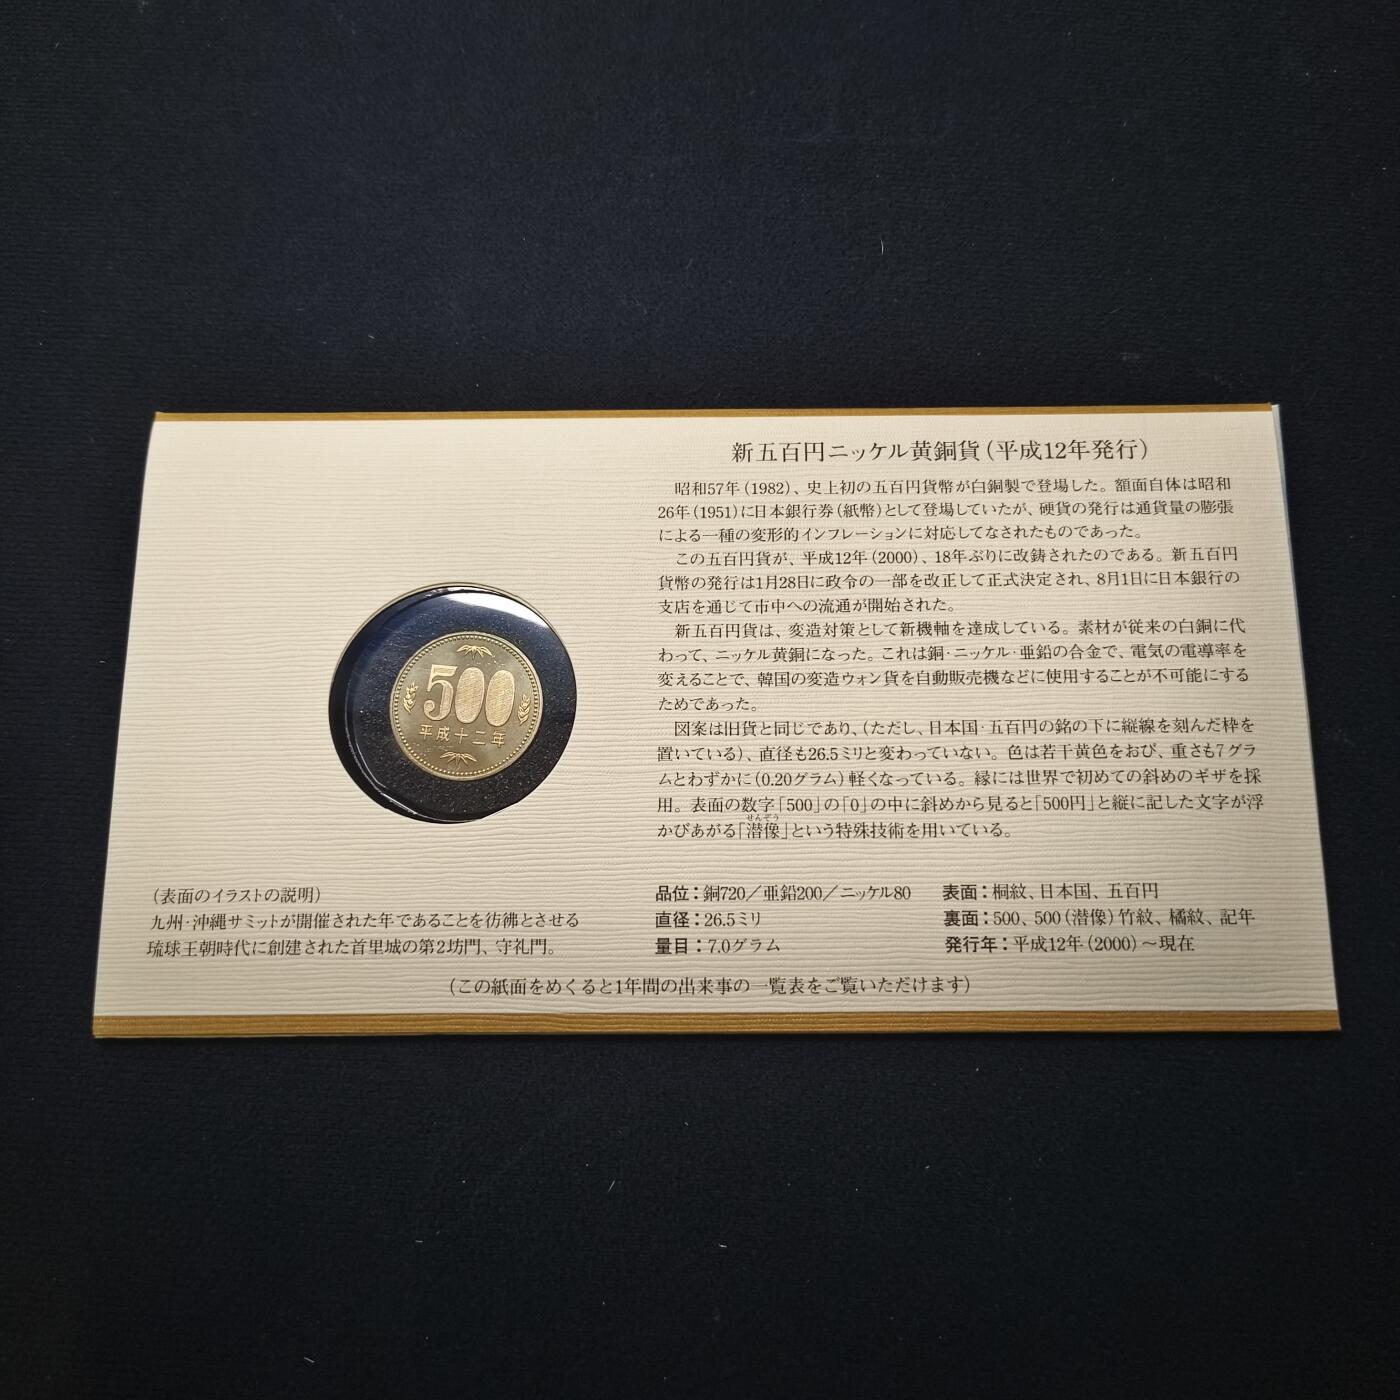 新五百円ニッケル黄銅貨(平成12年発行)
昭和57年(1982)、史上初の五百円貨幣が白銅製で登場した。額面自体は昭和
26年(1951)に日本銀行券(紙幣)として登場していたが、硬貨の発行は通貨量の膨張
による一種の変形的インフレーションに対応してなされたものであった。
この五百円貨が、平成12年(2000)、18年ぶりに改鋳されたのである。新五百円
貨幣の発行は1月28日に政令の一部を改正して正式決定され、8月1日に日本銀行の
支店を通じて市中への流通が開始された。
新五百円貨は、変造対策として新機軸を達成している。素材が従来の白銅に代
わって、ニッケル黄銅になった。これは銅・ニッケル・亜鉛の合金で、電気の電導率を
変えることで、韓国の変造ウォン貨を自動販売機などに使用することが不可能にする
ためであった。
図案は旧貨と同じであり、(ただし、日本国・五百円の銘の下に縦線を刻んだ枠を
置いている)、直径も26.5ミリと変わっていない。色は若干黄色をおび、重さも7グラ
ムとわずかに(0.20グラム)軽くなっている。縁には世界で初めての斜めのギザを採
用。表面の数字「500」の「0」の中に斜めから見ると「500円」と縦に記した文字が浮
せんぞう
かびあがる「潜像」という特殊技術を用いている。
500
平成十二年
(表面のイラストの説明)
九州・沖縄サミットが開催された年であることを彷彿とさせる
琉球王朝時代に創建された首里城の第2坊門、守礼門。
品位：銅720／亜鉛200／ニッケル80
直径：26.5ミリ
量目：7.0グラム
表面：桐紋、日本国、五百円
裏面：500、500(潜像)竹紋、橘紋、記年
発行年：平成12年(2000)～現在
(この紙面をめくると1年間の出来事の一覧表をご覧いただけます)